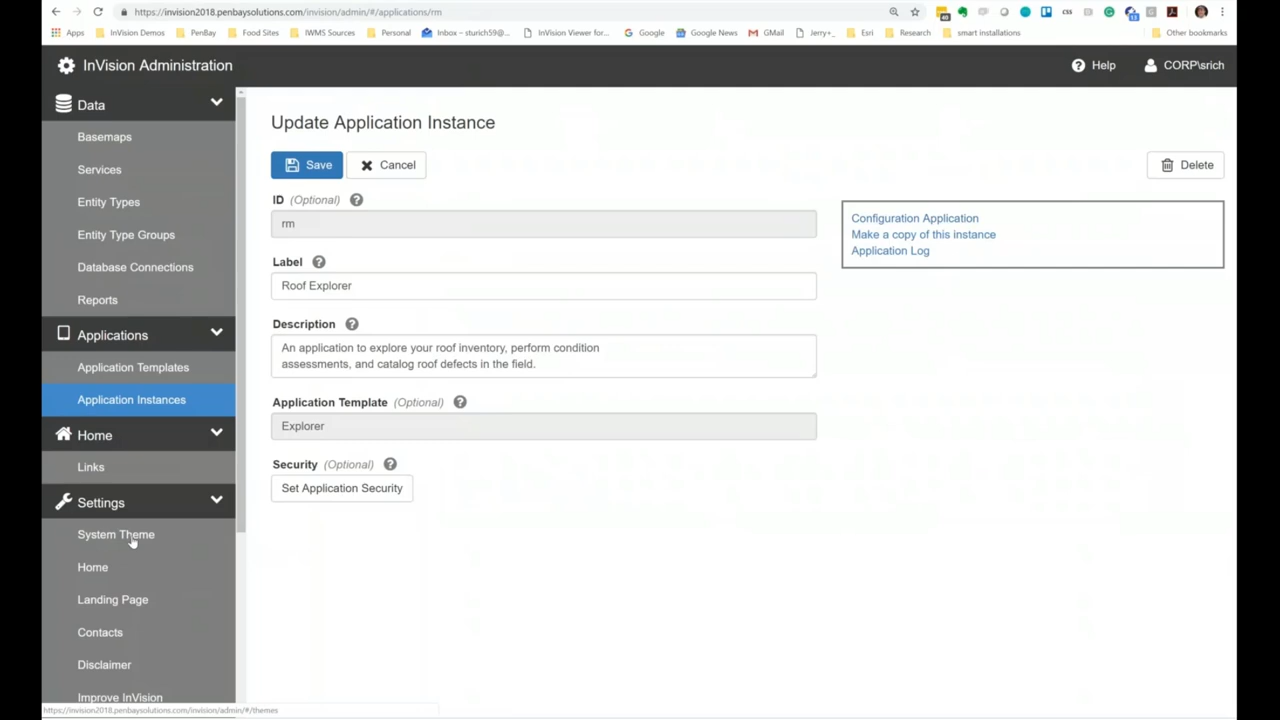 https://invision2018.penbaysolutions.com/invision/admin/#/applications/rm
Apps
InVision Demos
PenBay
Food Sites
IWMS Sources
Personal
Inbox – sturich59@...
InVision Viewer for...
Google
Google News
GMail
Jerry+_
Esri
Research
smart installations
Other bookmarks
InVision Administration
Help
CORP\srich
Data
Basemaps
Services
Entity Types
Entity Type Groups
Database Connections
Reports
Applications
Application Templates
Application Instances
Home
Links
Settings
System Theme
Home
Landing Page
Contacts
Disclaimer
Improve InVision
Update Application Instance
Save
Cancel
Delete
ID (Optional)
rm
Label
Roof Explorer
Description
An application to explore your roof inventory, perform condition
assessments, and catalog roof defects in the field.
Application Template (Optional)
Explorer
Security (Optional)
Set Application Security
Configuration Application
Make a copy of this instance
Application Log
https://invision2018.penbaysolutions.com/invision/admin/#/themes